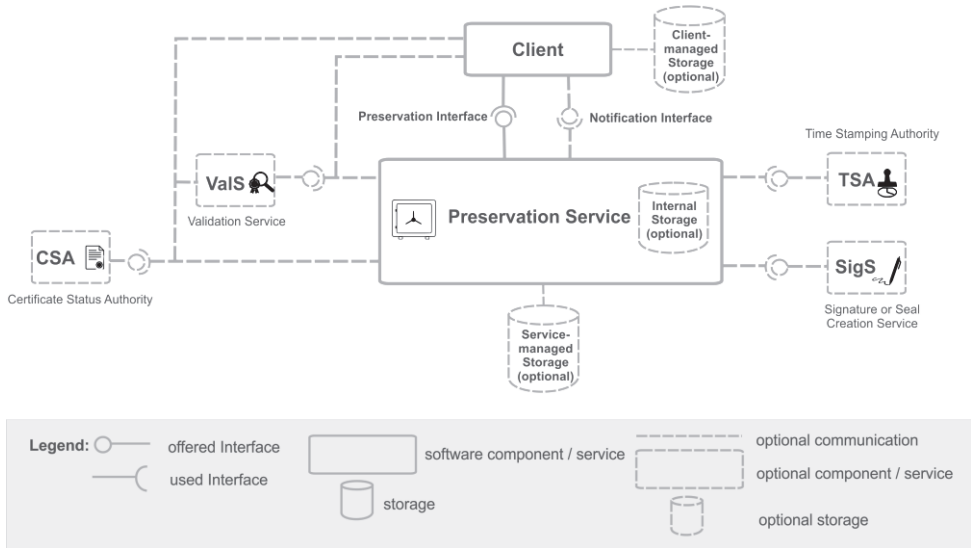 Client
Client-
managed
Storage
(optional)
Preservation Interface
Notification Interface
Time Stamping Authority
ValS
Validation Service
Preservation Service
Internal
Storage
(optional)
TSA
CSA
Certificate Status Authority
SigS
Signature or Seal
Creation Service
Service-
managed
Storage
(optional)
Legend:
offered Interface
used Interface
software component / service
storage
optional communication
optional component / service
optional storage